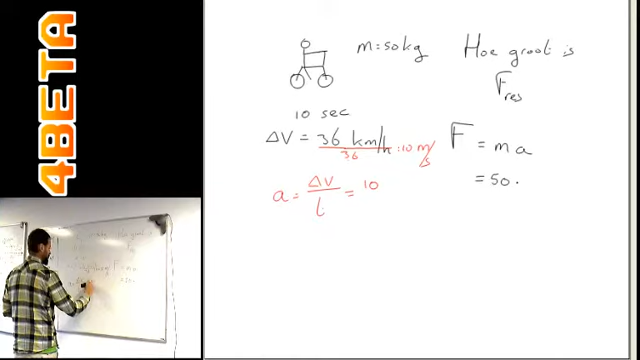 4BETA
m = 50 kg
Hoe groot is
Fres
10 sec
ΔV = 36 km/h
36
= 10 m/s
F = m a
a = ΔV / t = 10
= 50 ·